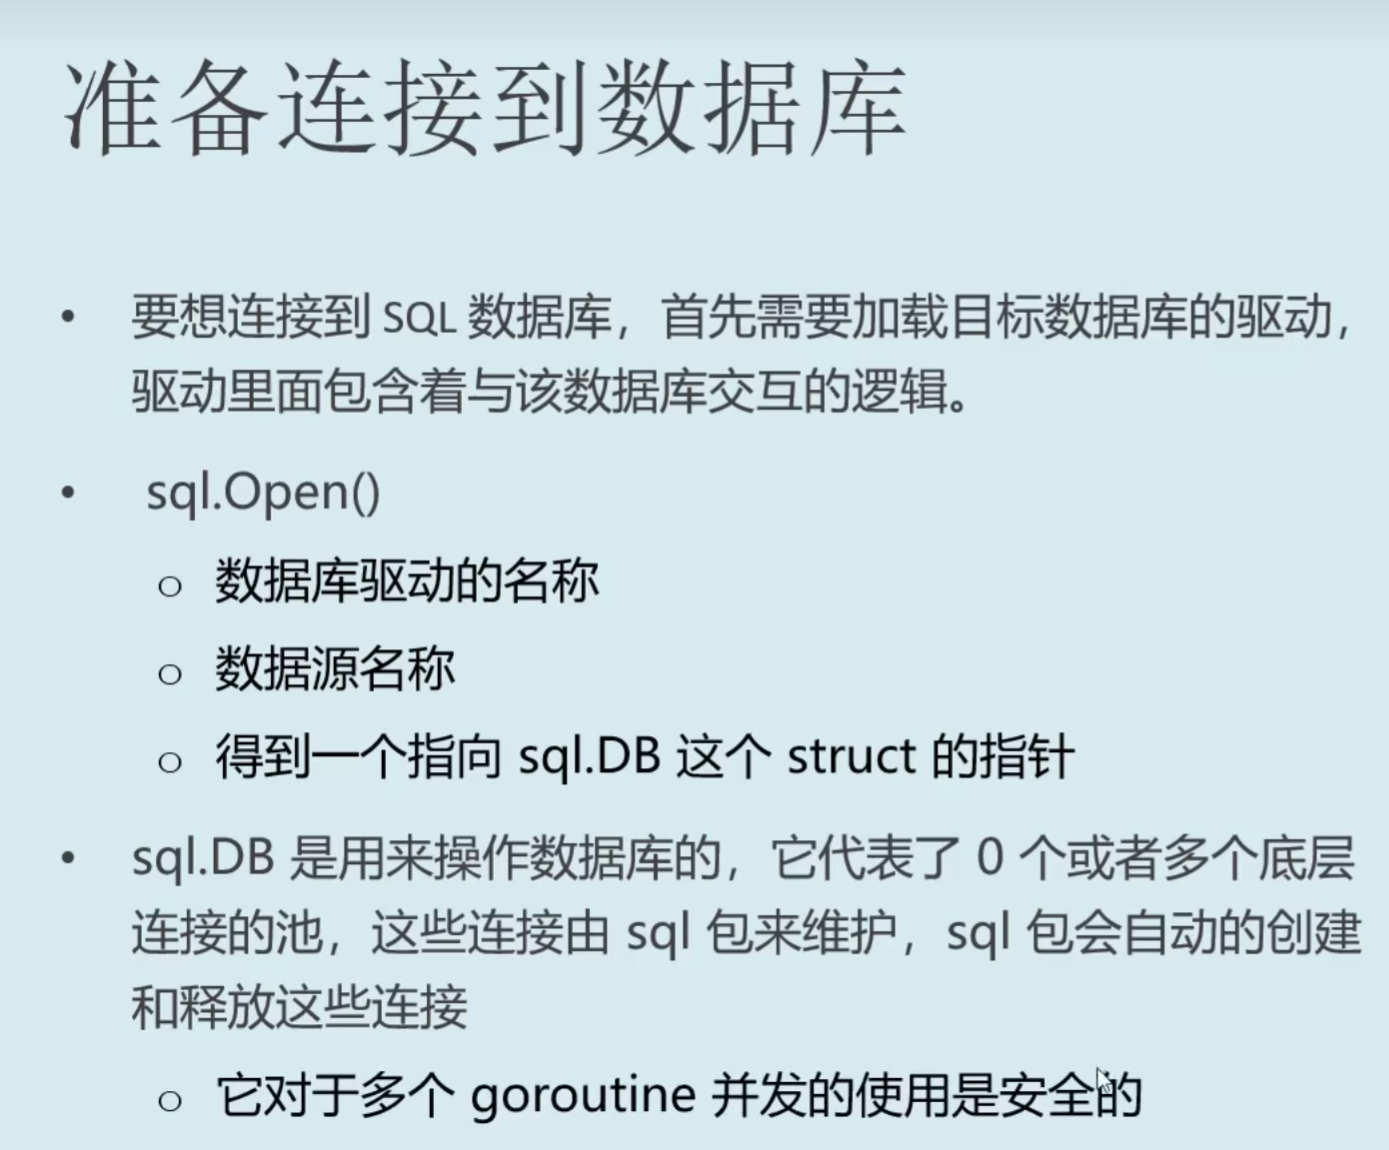 准备连接到数据库
• 要想连接到 SQL 数据库，首先需要加载目标数据库的驱动，
驱动里面包含着与该数据库交互的逻辑。
• sql.Open()
○ 数据库驱动的名称
○ 数据源名称
○ 得到一个指向 sql.DB 这个 struct 的指针
• sql.DB 是用来操作数据库的，它代表了 0 个或者多个底层
连接的池，这些连接由 sql 包来维护，sql 包会自动的创建
和释放这些连接
○ 它对于多个 goroutine 并发的使用是安全的